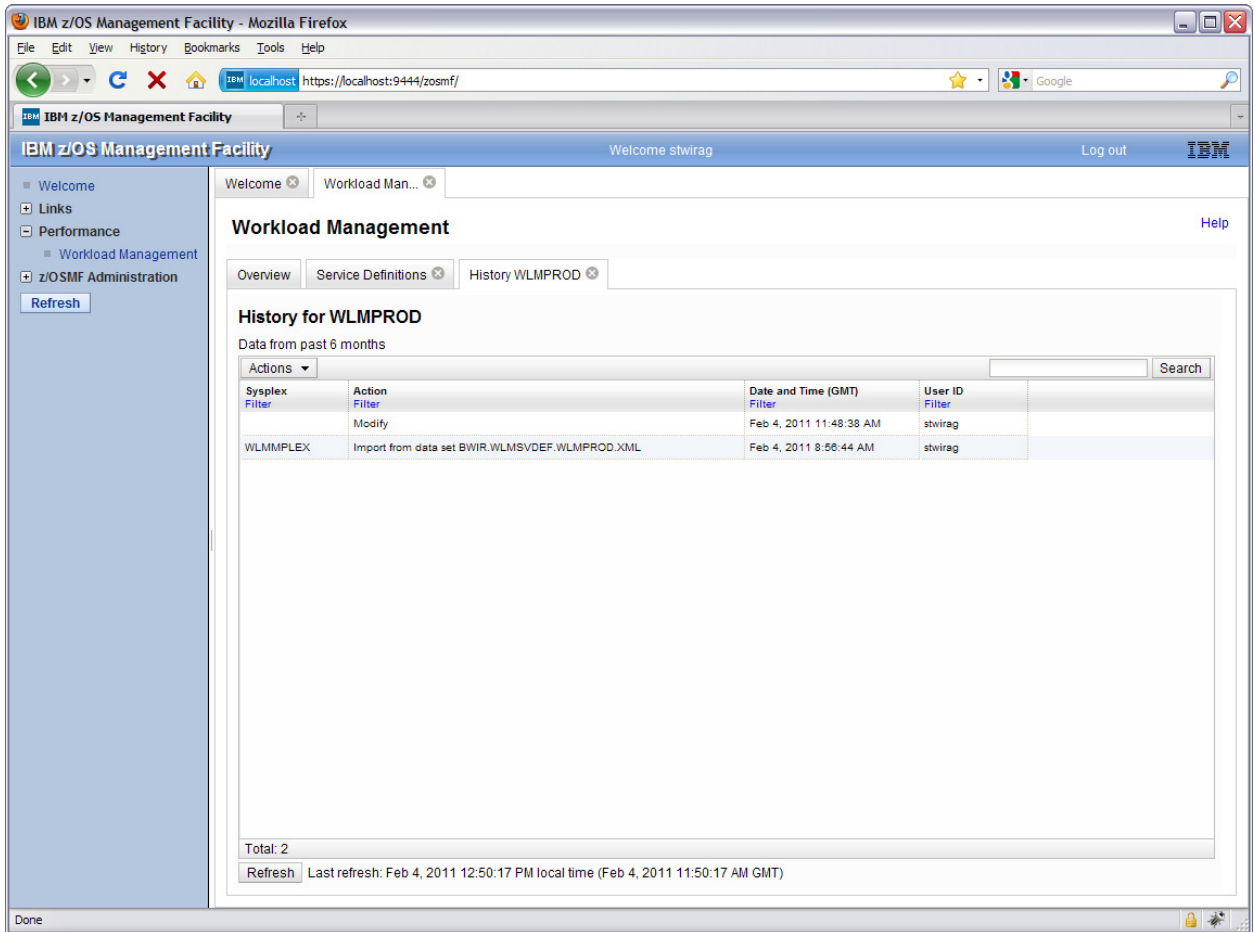 IBM z/OS Management Facility - Mozilla Firefox
File Edit View History Bookmarks Tools Help
IBM localhost https://localhost:9444/zosmf/ Google
IBM IBM z/OS Management Facility
IBM z/OS Management Facility Welcome stwirag Log out IBM
Welcome
Links
Performance
Workload Management
z/OSMF Administration
Refresh
Welcome Workload Man...
Workload Management Help
Overview Service Definitions History WLMPROD
History for WLMPROD
Data from past 6 months
Actions Search
Sysplex Action Date and Time (GMT) User ID
Filter Filter Filter Filter
Modify Feb 4, 2011 11:48:38 AM stwirag
WLMMPLEX Import from data set BWIR.WLMSVDEF.WLMPROD.XML Feb 4, 2011 8:56:44 AM stwirag
Total: 2
Refresh Last refresh: Feb 4, 2011 12:50:17 PM local time (Feb 4, 2011 11:50:17 AM GMT)
Done